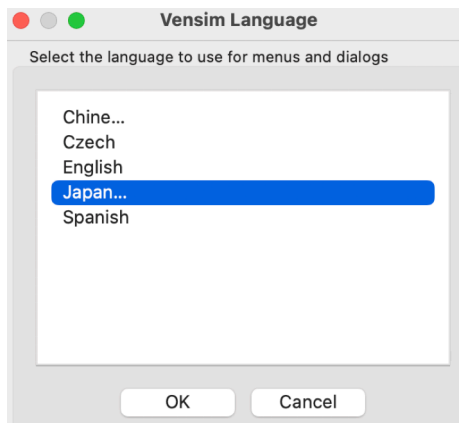 Vensim Language
Select the language to use for menus and dialogs
Chine...
Czech
English
Japan...
Spanish
OK Cancel